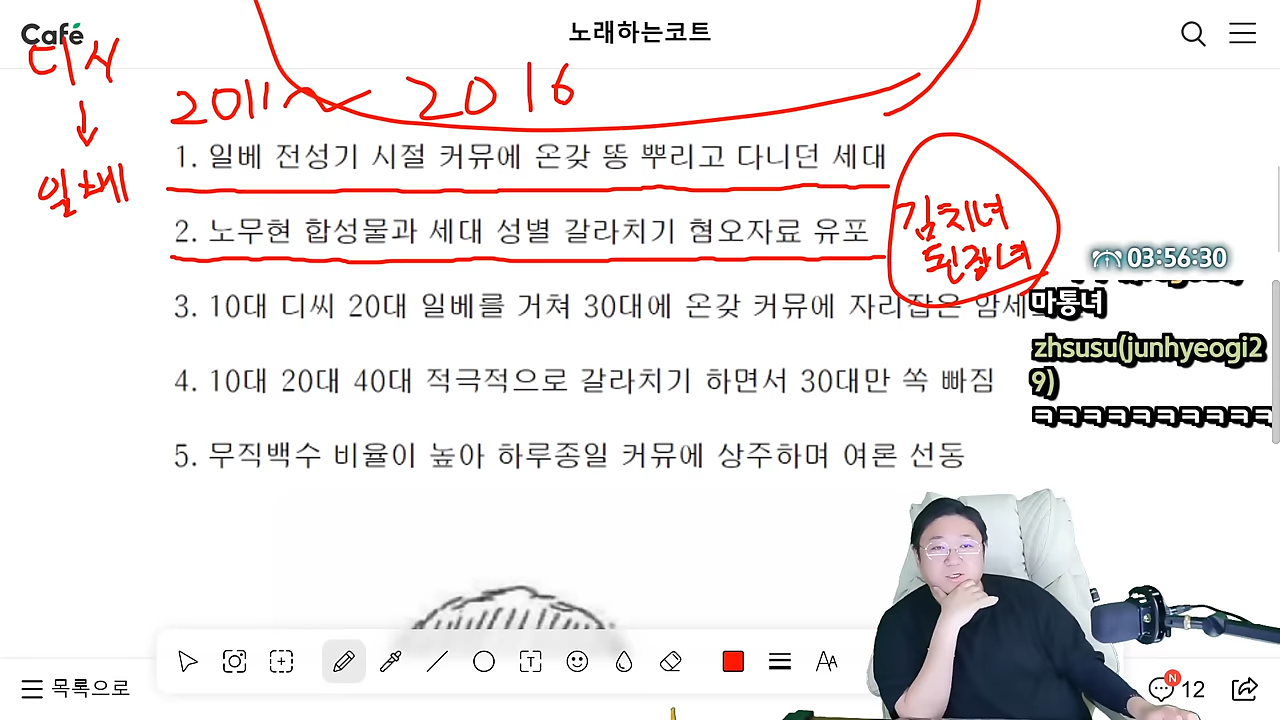 Café
노래하는코트
디시
↓
일베
2011 ~ 2016
1. 일베 전성기 시절 커뮤에 온갖 똥 뿌리고 다니던 세대
2. 노무현 합성물과 세대 성별 갈라치기 혐오자료 유포
김치녀
된장녀
03:56:30
3. 10대 디씨 20대 일베를 거쳐 30대에 온갖 커뮤에 자리잡은 암세
마통녀
zhsusu(junhyeogi2
9)
ㅋㅋㅋㅋㅋㅋㅋㅋㅋㅋ
4. 10대 20대 40대 적극적으로 갈라치기 하면서 30대만 쏙 빠짐
5. 무직백수 비율이 높아 하루종일 커뮤에 상주하며 여론 선동
목록으로
N
12